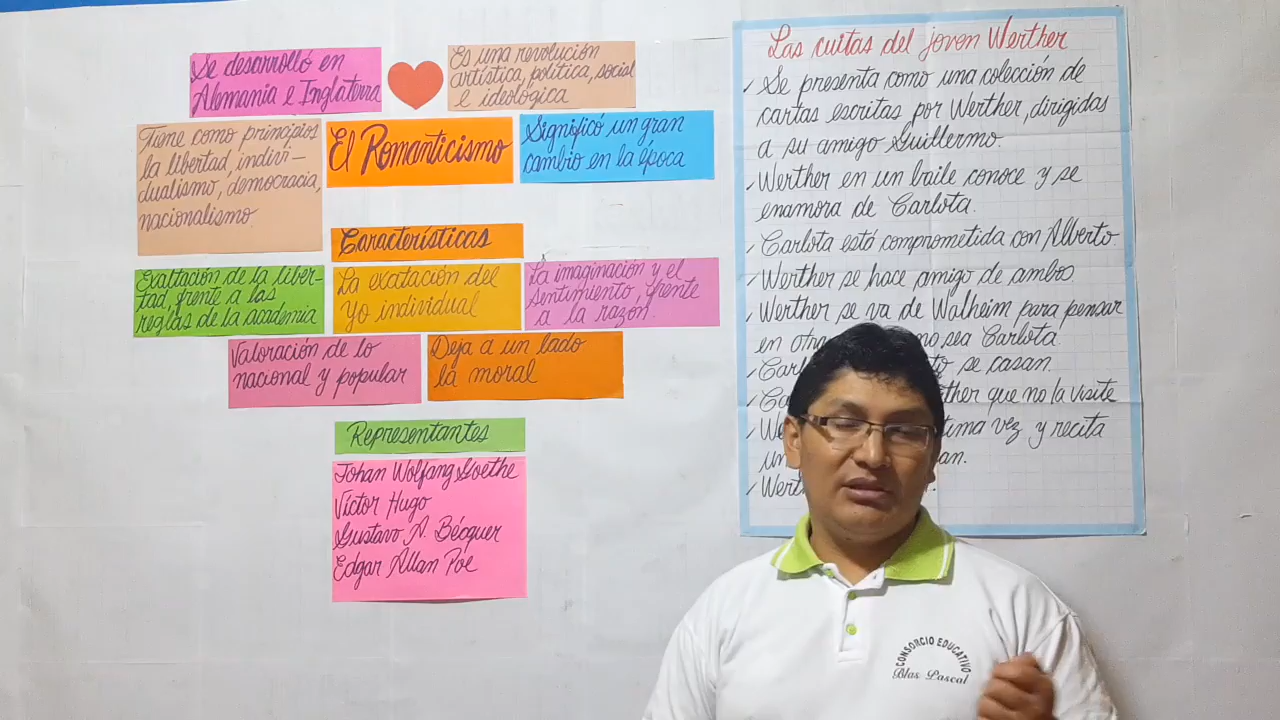 Se desarrolló en
Alemania e Inglaterra
Es una revolución
artística, política, social
e ideológica
Tiene como principios
la libertad, indivi-
dualismo, democracia,
nacionalismo.
El Romanticismo
Significó un gran
cambio en la época
Características
Exaltación de la liber-
tad, frente a las
reglas de la academia
La exatación del
Yo individual
La imaginación y el
sentimiento, frente
a la razón.
Valoración de lo
nacional y popular
Deja a un lado
la moral
Representantes
Johan Wolfang Goethe
Víctor Hugo
Gustavo A. Bécquer
Edgar Allan Poe
Las cuitas del joven Werther
✓ Se presenta como una colección de
cartas escritas por Werther, dirigidas
a su amigo Guillermo.
✓ Werther en un baile conoce y se
enamora de Carlota.
✓ Carlota está comprometida con Alberto.
✓ Werther se hace amigo de ambos
✓ Werther se va de Walheim para pensar
en sea Carlota
✓ se casan.
✓ que no la visite
✓ vez y recita
✓
CONSORCIO EDUCATIVO
Blas Pascal